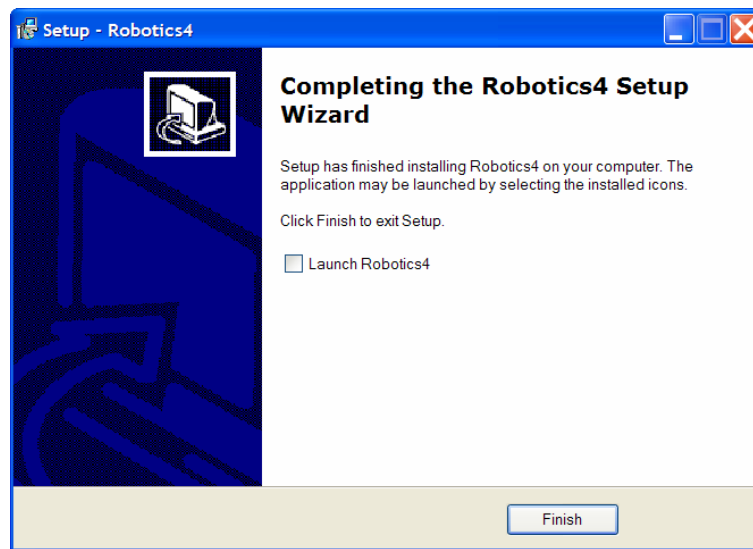 Setup - Robotics4
Completing the Robotics4 Setup
Wizard
Setup has finished installing Robotics4 on your computer. The
application may be launched by selecting the installed icons.
Click Finish to exit Setup.
Launch Robotics4
Finish